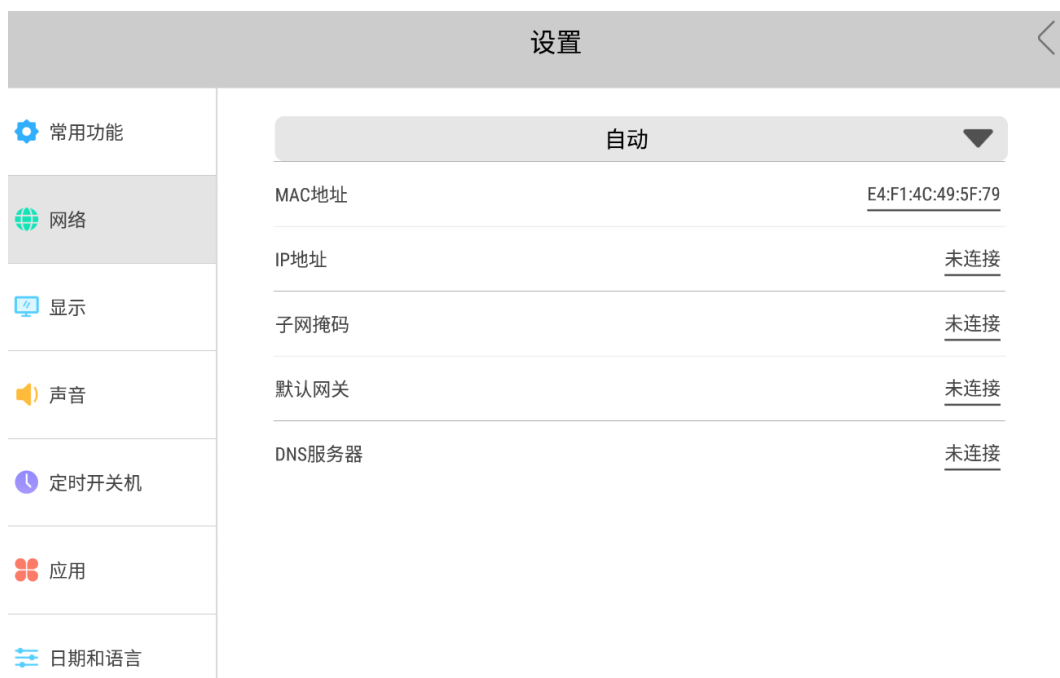 设置
常用功能
网络
显示
声音
定时开关机
应用
日期和语言
自动
MAC地址 E4:F1:4C:49:5F:79
IP地址 未连接
子网掩码 未连接
默认网关 未连接
DNS服务器 未连接